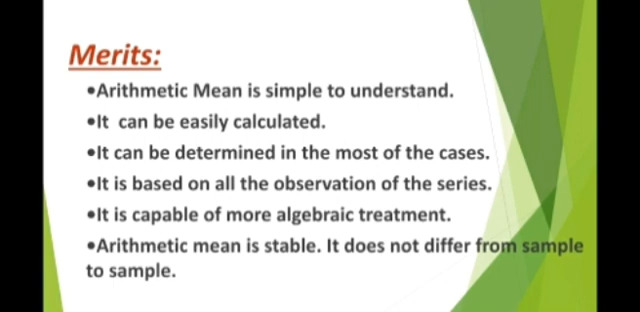 Merits:
•Arithmetic Mean is simple to understand.
•It can be easily calculated.
•It can be determined in the most of the cases.
•It is based on all the observation of the series.
•It is capable of more algebraic treatment.
•Arithmetic mean is stable. It does not differ from sample
to sample.